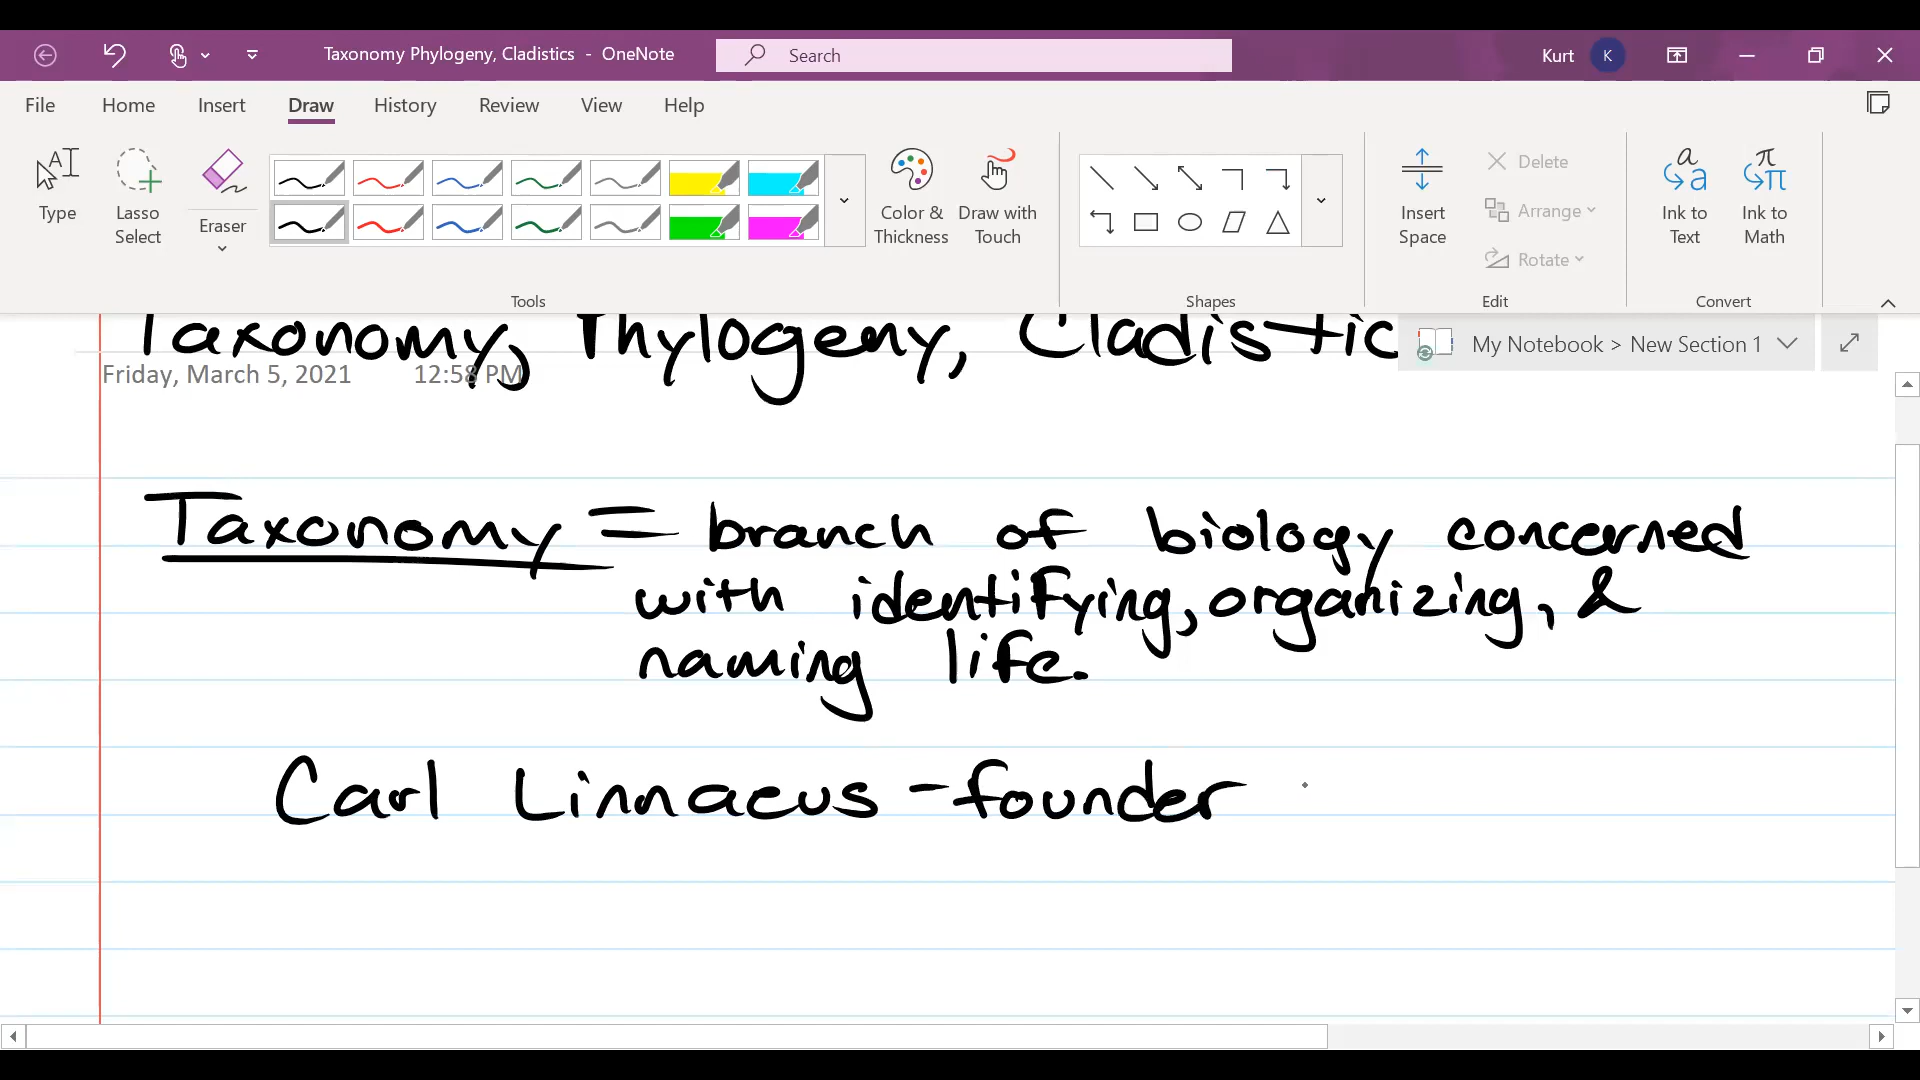 Taxonomy Phylogeny, Cladistics - OneNote
Search
Kurt K
File Home Insert Draw History Review View Help
Type
Lasso Select
Eraser
Color & Thickness
Draw with Touch
Insert Space
Delete
Arrange
Rotate
Ink to Text
Ink to Math
Tools Shapes Edit Convert
Taxonomy, Phylogeny, Cladistic
My Notebook > New Section 1
Friday, March 5, 2021 12:58 PM
Taxonomy = branch of biology concerned
with identifying, organizing, &
naming life.
Carl Linnaeus - founder